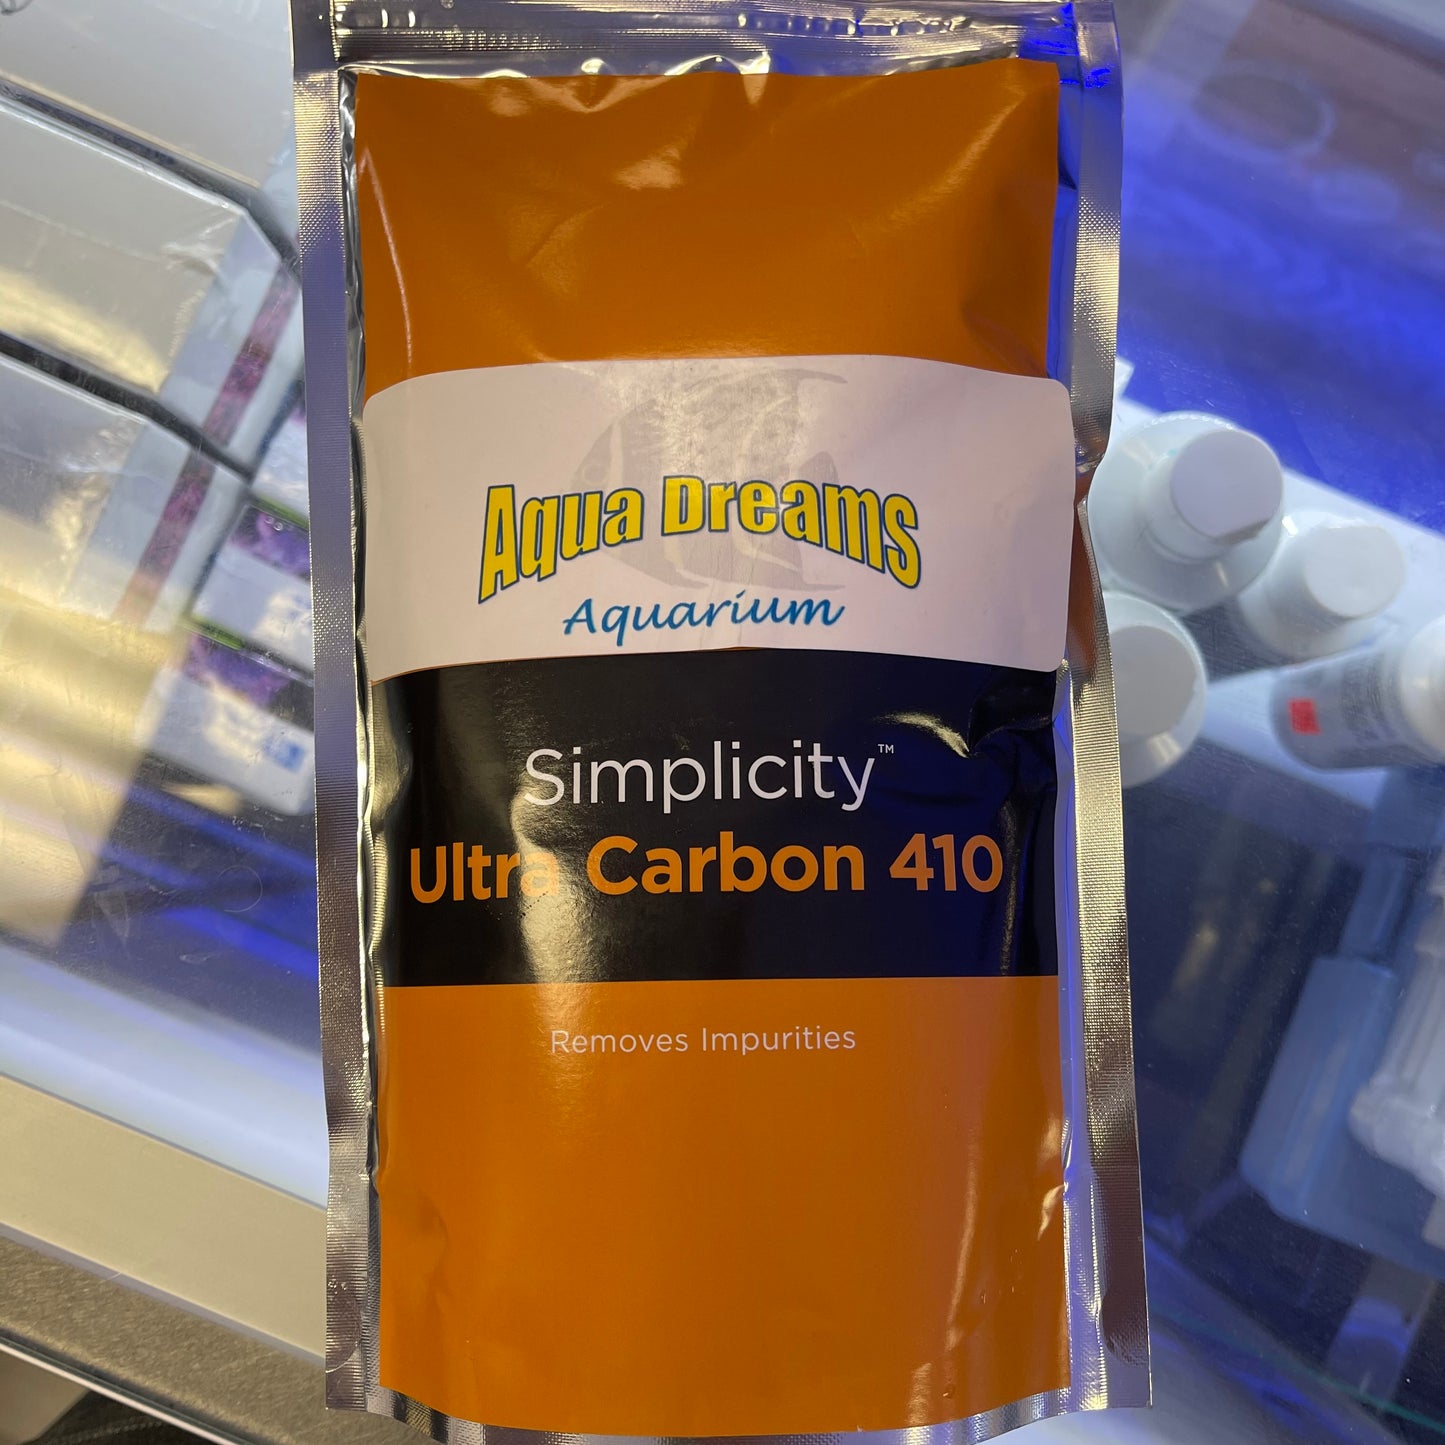 Aqua Dreams
Aquarium
Simplicity™
Ultra Carbon 410
Removes Impurities